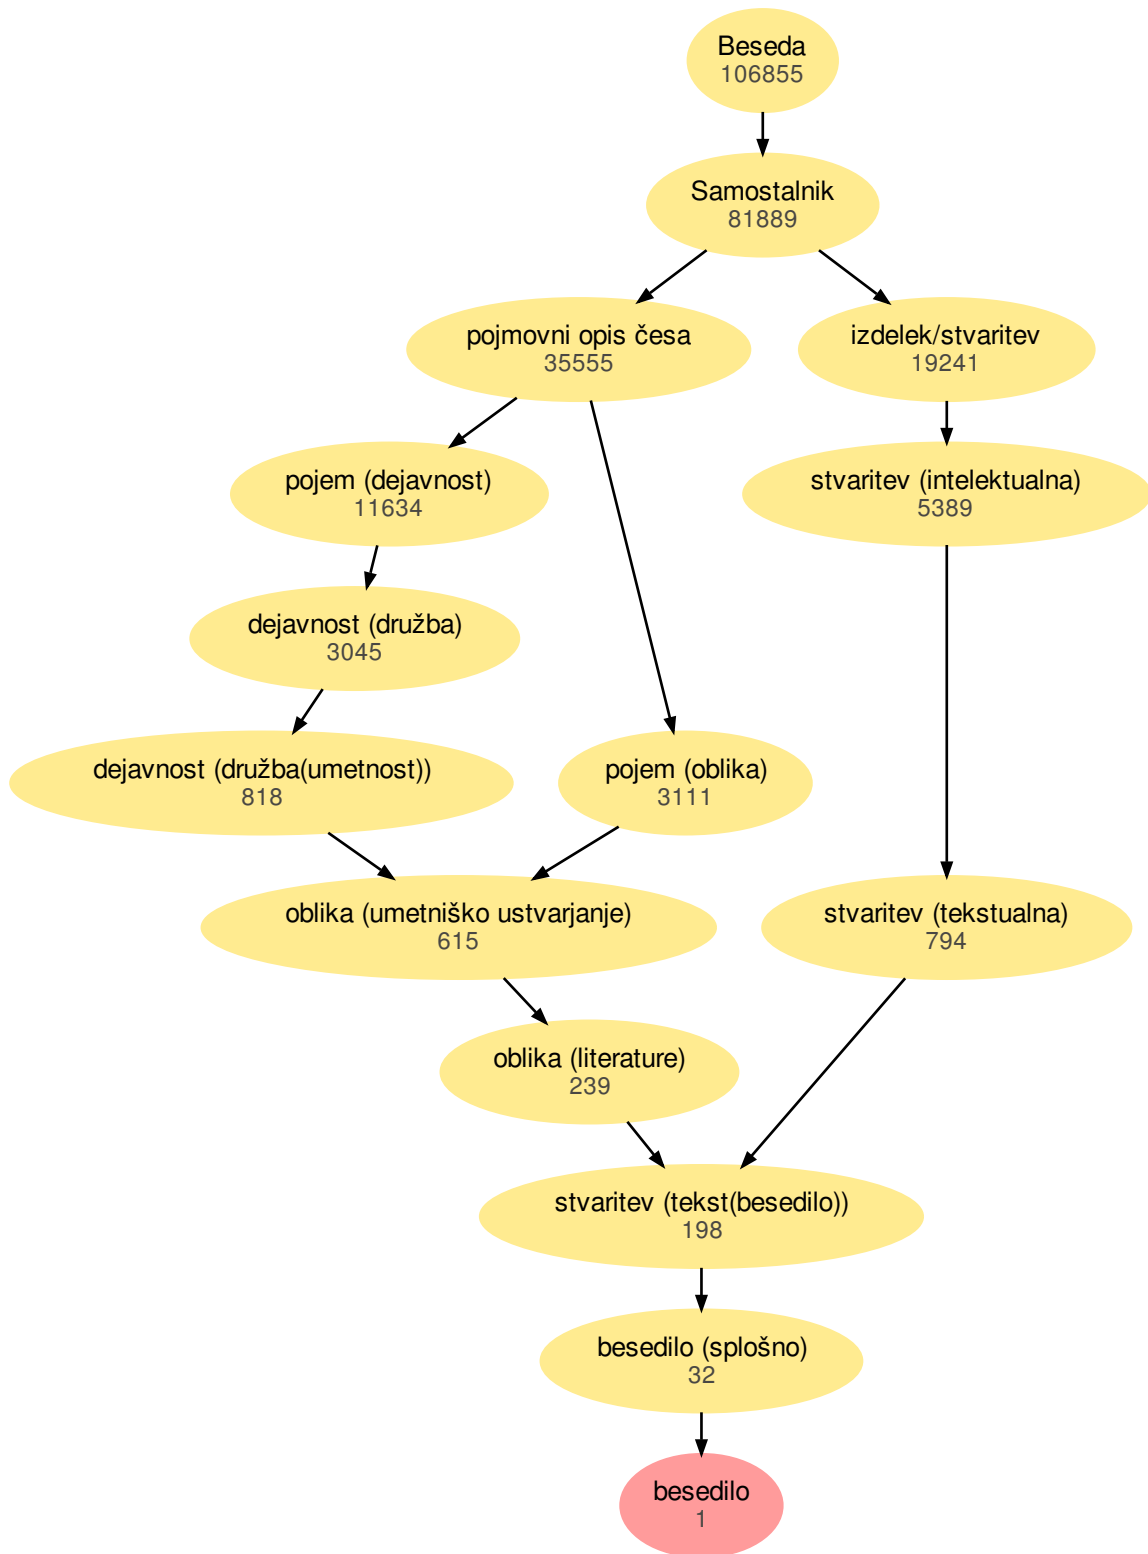 Beseda
106855
Samostalnik
81889
pojmovni opis česa
35555
izdelek/stvaritev
19241
pojem (dejavnost)
11634
stvaritev (intelektualna)
5389
dejavnost (družba)
3045
dejavnost (družba(umetnost))
818
pojem (oblika)
3111
oblika (umetniško ustvarjanje)
615
stvaritev (tekstualna)
794
oblika (literature)
239
stvaritev (tekst(besedilo))
198
besedilo (splošno)
32
besedilo
1